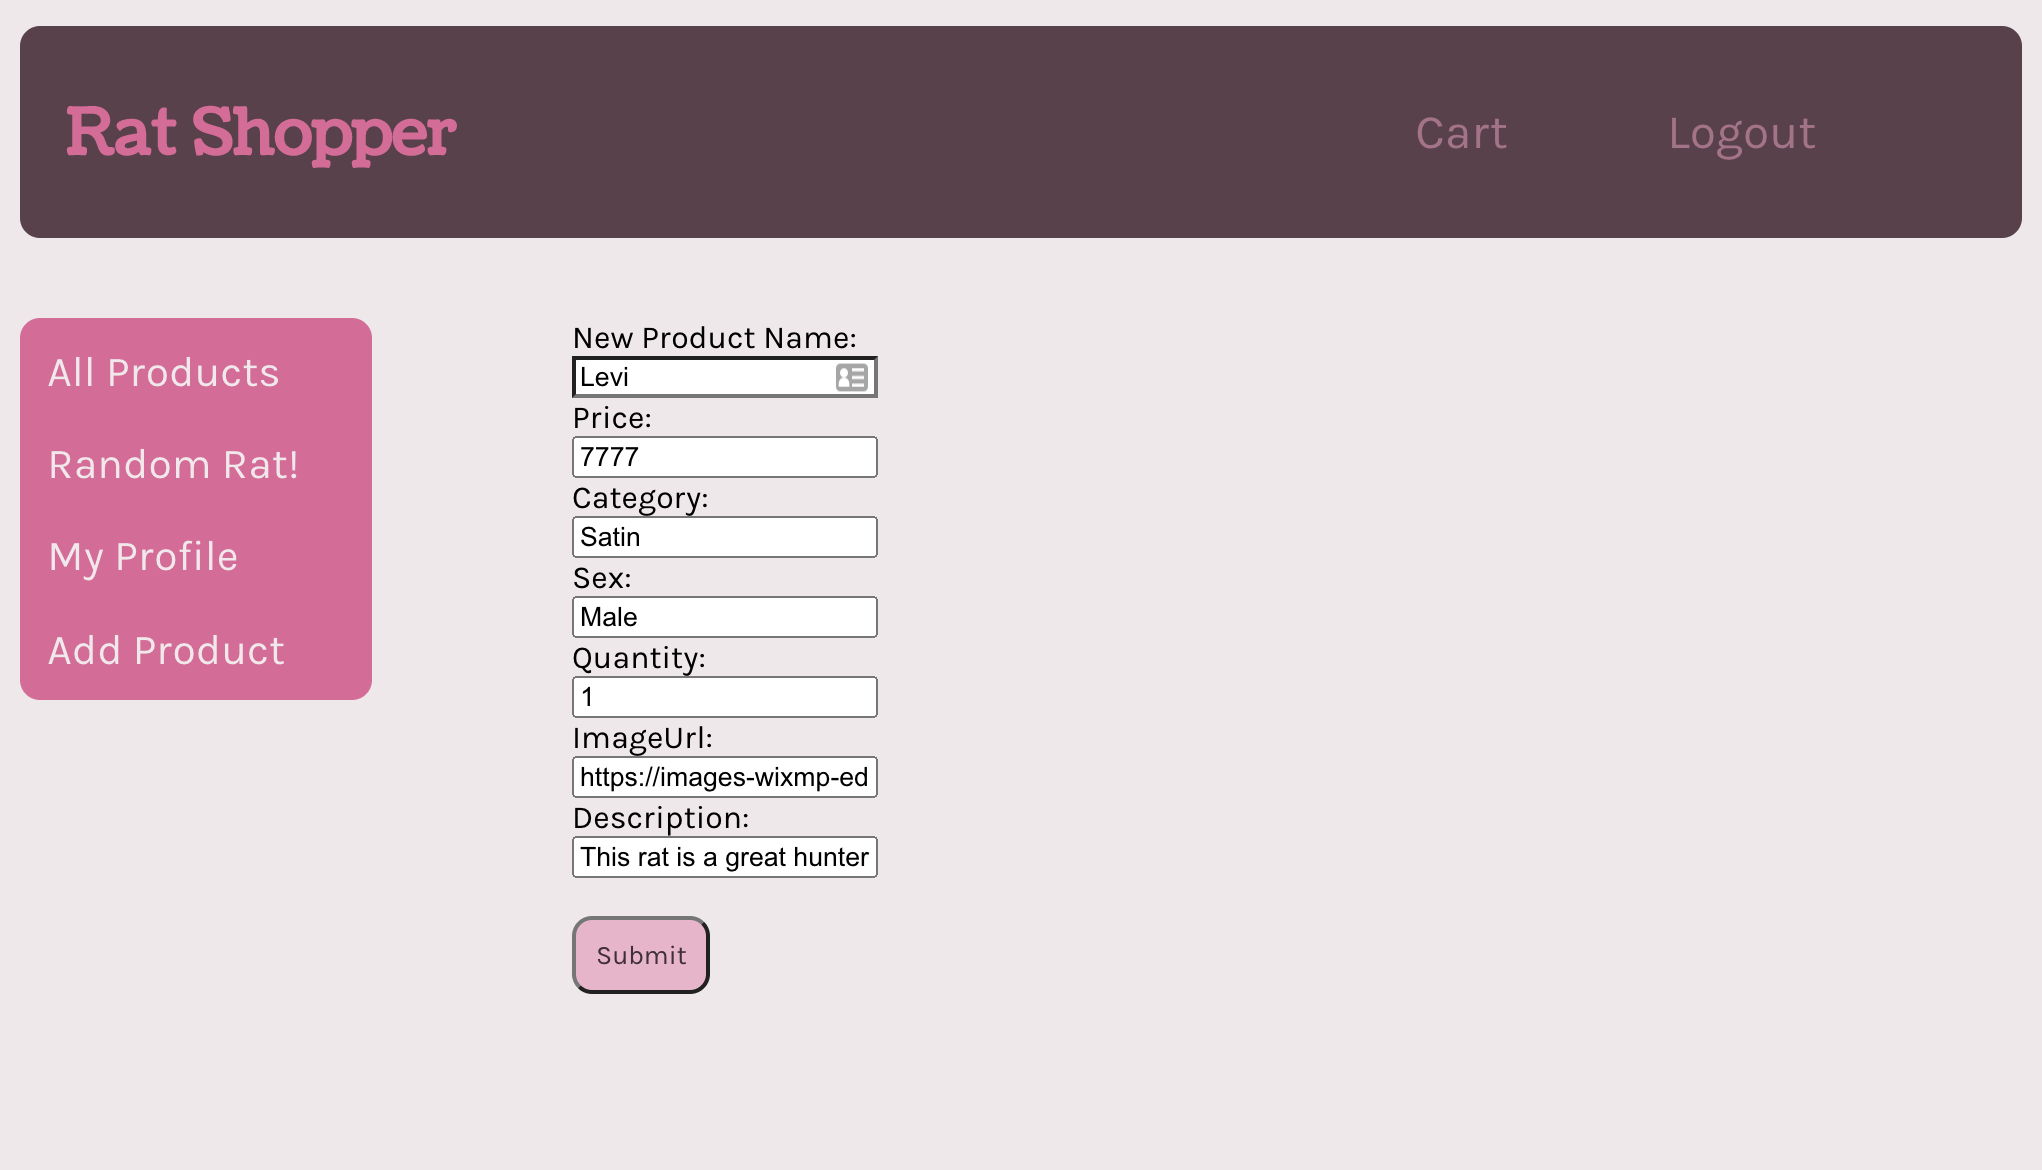 Rat Shopper
Cart
Logout
All Products
Random Rat!
My Profile
Add Product
New Product Name:
Levi
Price:
7777
Category:
Satin
Sex:
Male
Quantity:
1
ImageUrl:
https://images-wixmp-ed
Description:
This rat is a great hunter
Submit